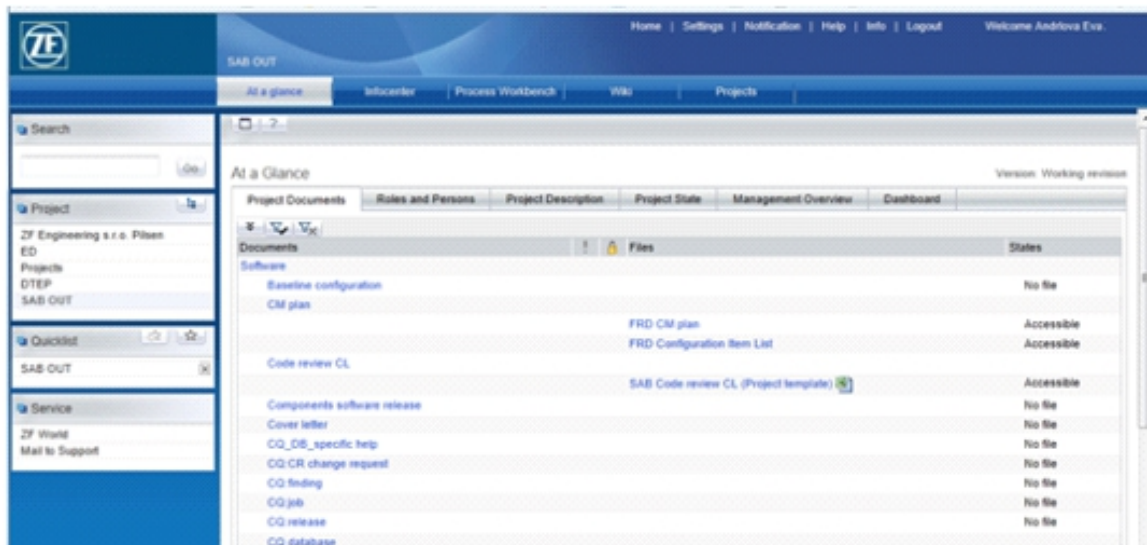 ZF
Home | Settings | Notification | Help | Info | Logout Welcome Andrlova Eva.
SAB OUT
At a glance Infocenter Process Workbench Wiki Projects
Search
Go
Project
ZF Engineering s.r.o. Pilsen
ED
Projects
DTEP
SAB OUT
Quicklist
SAB OUT
Service
ZF World
Mail to Support
?
At a Glance Version: Working revision
Project Documents Roles and Persons Project Description Project State Management Overview Dashboard
Documents ! Files States
Software
Baseline configuration No file
CM plan
FRD CM plan Accessible
FRD Configuration Item List Accessible
Code review CL
SAB Code review CL (Project template) Accessible
Components software release No file
Cover letter No file
CQ_DB_specific help No file
CQ:CR change request No file
CQ:finding No file
CQ:job No file
CQ:release No file
CQ database